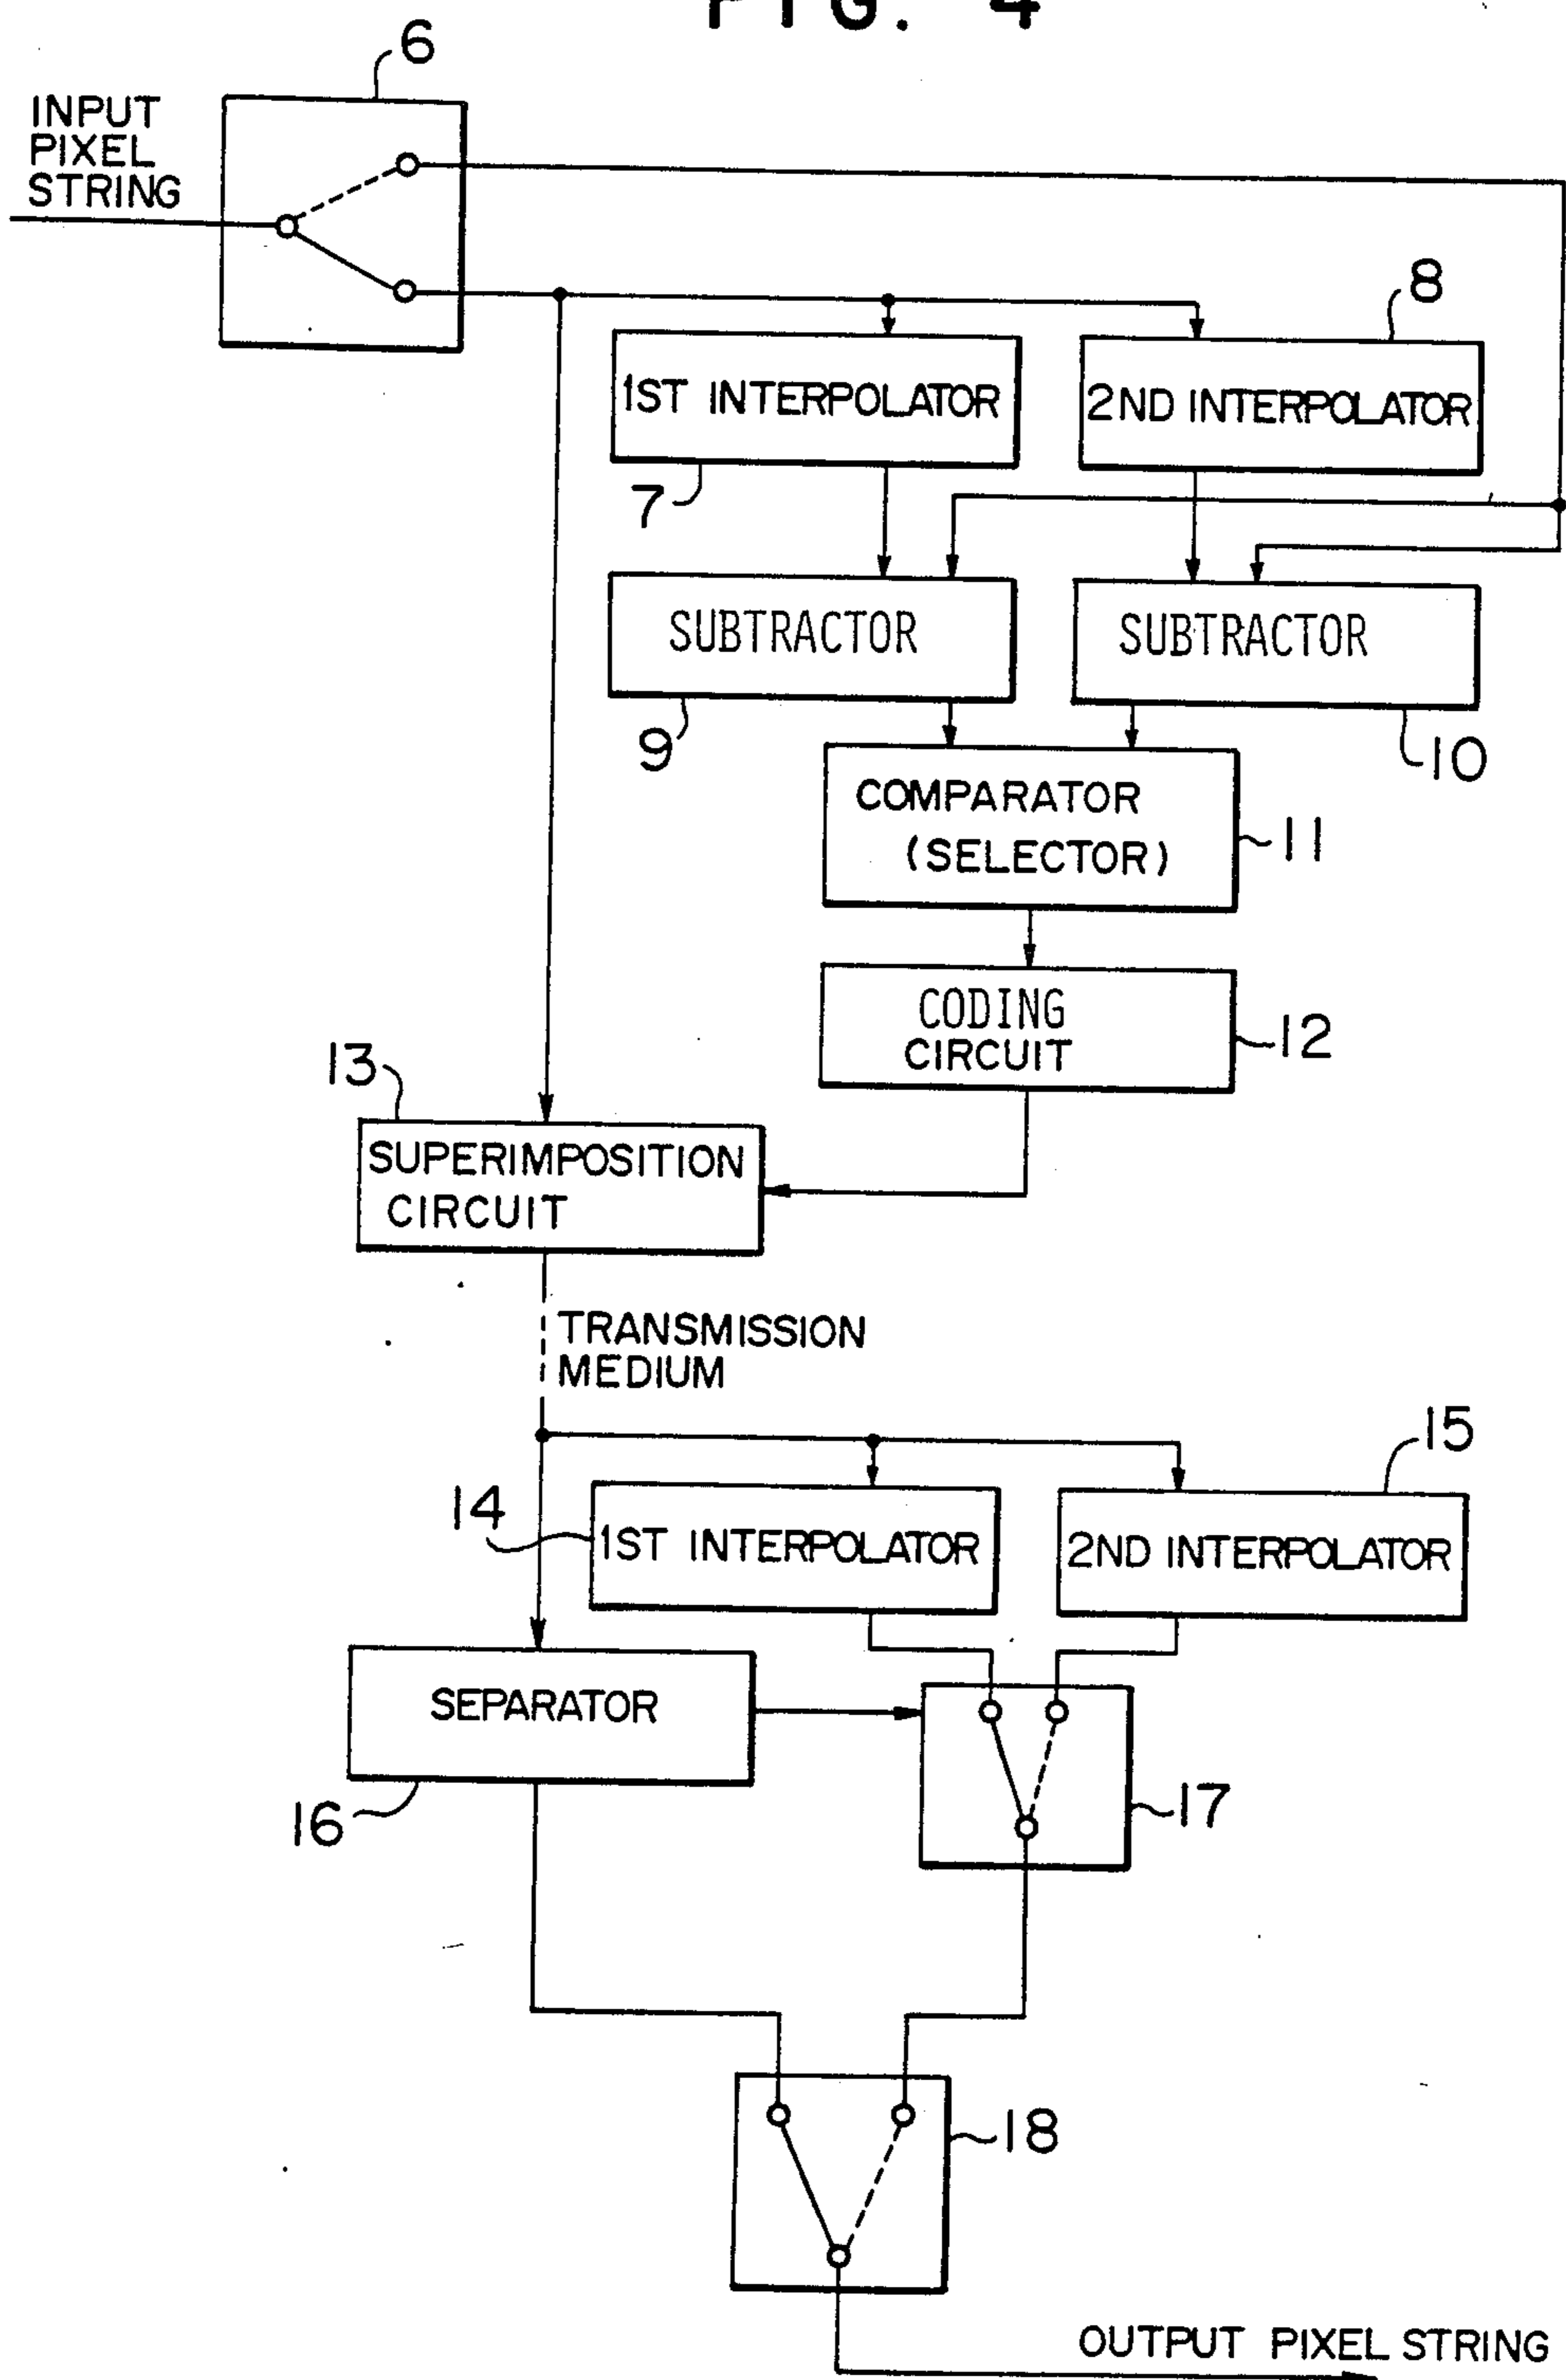 FIG. 4
6
INPUT
PIXEL
STRING
8
1ST INTERPOLATOR
2ND INTERPOLATOR
7
SUBTRACTOR
SUBTRACTOR
9
10
COMPARATOR
(SELECTOR)
11
CODING
CIRCUIT
12
13
SUPERIMPOSITION
CIRCUIT
TRANSMISSION
MEDIUM
15
14
1ST INTERPOLATOR
2ND INTERPOLATOR
SEPARATOR
16
17
18
OUTPUT PIXEL STRING